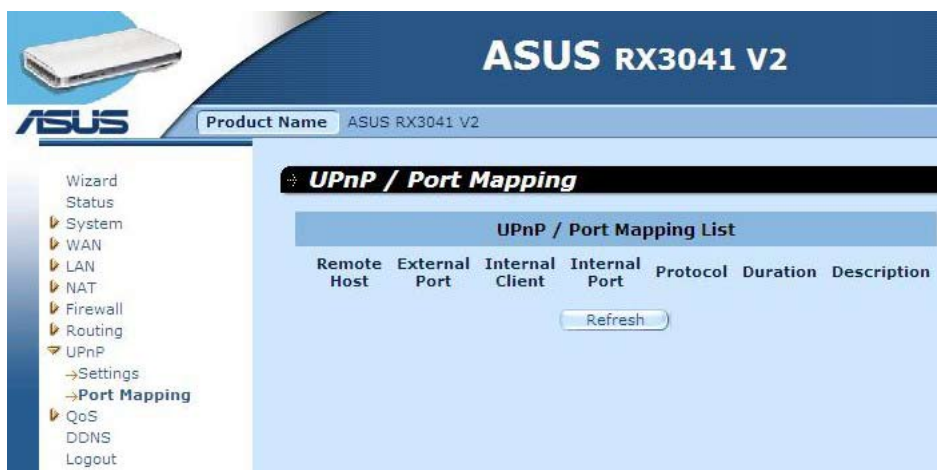 ASUS RX3041 V2
ASUS
Product Name ASUS RX3041 V2
Wizard
Status
System
WAN
LAN
NAT
Firewall
Routing
UPnP
→Settings
→Port Mapping
QoS
DDNS
Logout
UPnP / Port Mapping
UPnP / Port Mapping List
Remote Host External Port Internal Client Internal Port Protocol Duration Description
Refresh